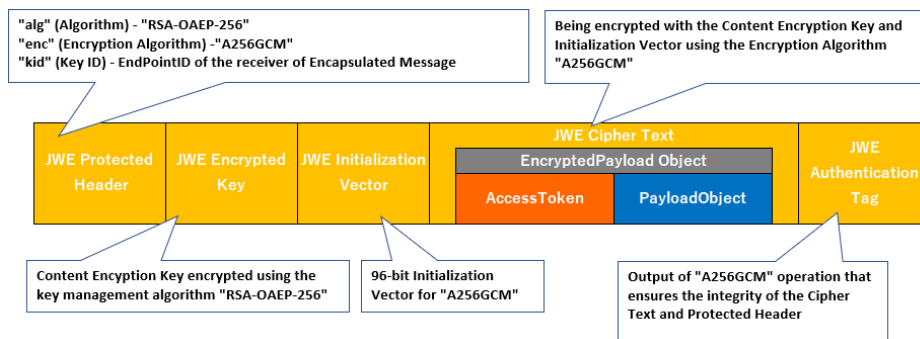 "alg" (Algorithm) - "RSA-OAEP-256"
"enc" (Encryption Algorithm) -"A256GCM"
"kid" (Key ID) - EndPointID of the receiver of Encapsulated Message
Being encrypted with the Content Encryption Key and
Initialization Vector using the Encryption Algorithm
"A256GCM"
JWE Protected
Header
JWE Encrypted
Key
JWE Initialization
Vector
JWE Cipher Text
EncryptedPayload Object
AccessToken
PayloadObject
JWE
Authentication
Tag
Content Encyption Key encrypted using the
key management algorithm "RSA-OAEP-256"
96-bit Initialization
Vector for "A256GCM"
Output of "A256GCM" operation that
ensures the integrity of the Cipher
Text and Protected Header